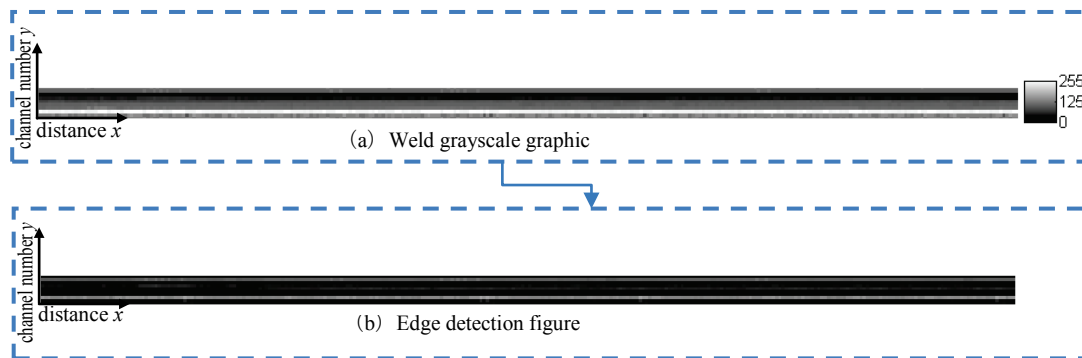 channel number y
255
125
0
distance x
（a） Weld grayscale graphic
channel number y
distance x
（b） Edge detection figure